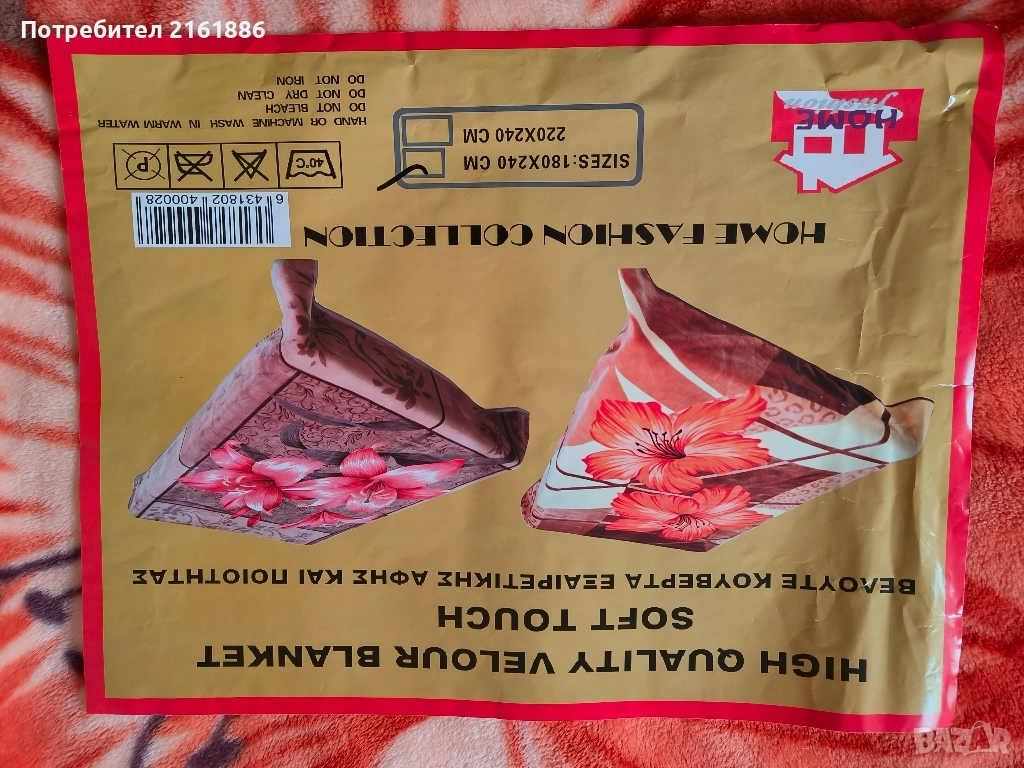 Потребител 2161886
HIGH QUALITY VELOUR BLANKET
SOFT TOUCH
ΒΕΛΟΥΤΕ ΚΟΥΒΕΡΤΑ ΕΞΑΙΡΕΤΙΚΗΣ ΑΦΗΣ ΚΑΙ ΠΟΙΟΤΗΤΑΣ
HOME FASHION COLLECTION
6 431802 400028
HOME
fashion
SIZES:180X240 CM
220X240 CM
40°C
P
HAND OR MACHINE WASH IN WARM WATER
DO NOT BLEACH
DO NOT DRY CLEAN
DO NOT IRON
BAZAR